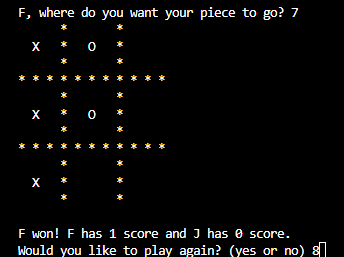 F, where do you want your piece to go? 7
* *
X * O *
* *
* * * * * * * * * * *
* *
X * O *
* *
* * * * * * * * * * *
* *
X * *
* *
F won! F has 1 score and J has 0 score.
Would you like to play again? (yes or no) 8